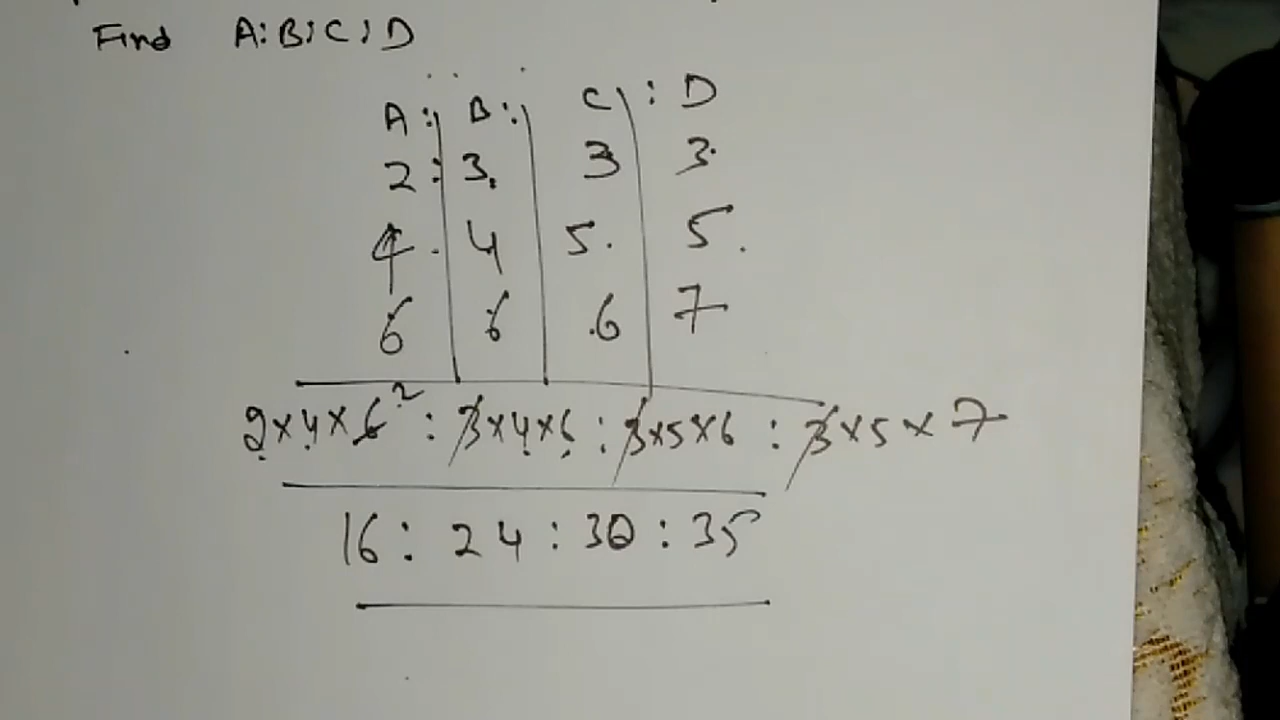 Find A:B:C:D
A: B: C : D
2: 3. 3 3
4 4 5. 5.
6 6 6 7
2×4×6² : 3×4×6 : 3×5×6 : 3×5×7
16: 24:30:35